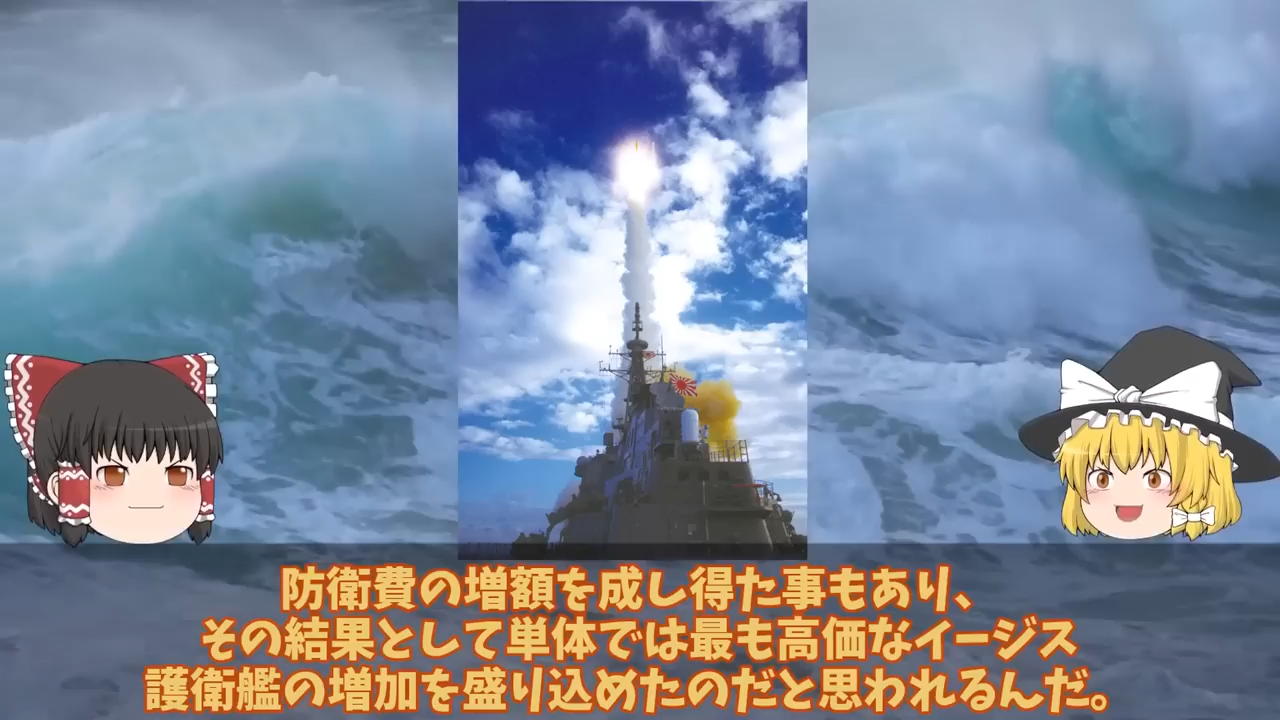 防衛費の増額を成し得た事もあり、
その結果として単体では最も高価なイージス
護衛艦の増加を盛り込めたのだと思われるんだ。